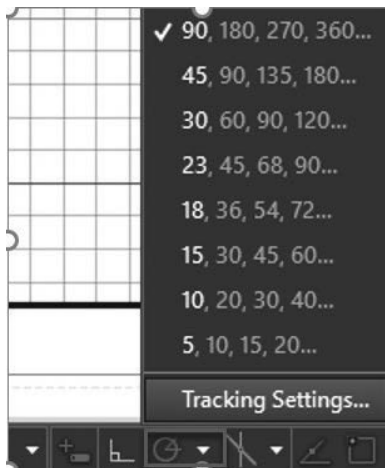 90, 180, 270, 360...
45, 90, 135, 180...
30, 60, 90, 120...
23, 45, 68, 90...
18, 36, 54, 72...
15, 30, 45, 60...
10, 20, 30, 40...
5, 10, 15, 20...
Tracking Settings...